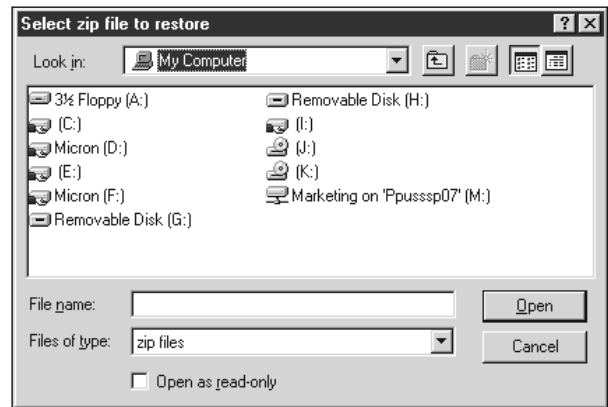 Select zip file to restore
Look in: My Computer
3½ Floppy (A:)
(C:)
Micron (D:)
(E:)
Micron (F:)
Removable Disk (G:)
Removable Disk (H:)
(I:)
(J:)
(K:)
Marketing on 'Ppusssp07' (M:)
File name:
Open
Files of type: zip files
Cancel
Open as read-only